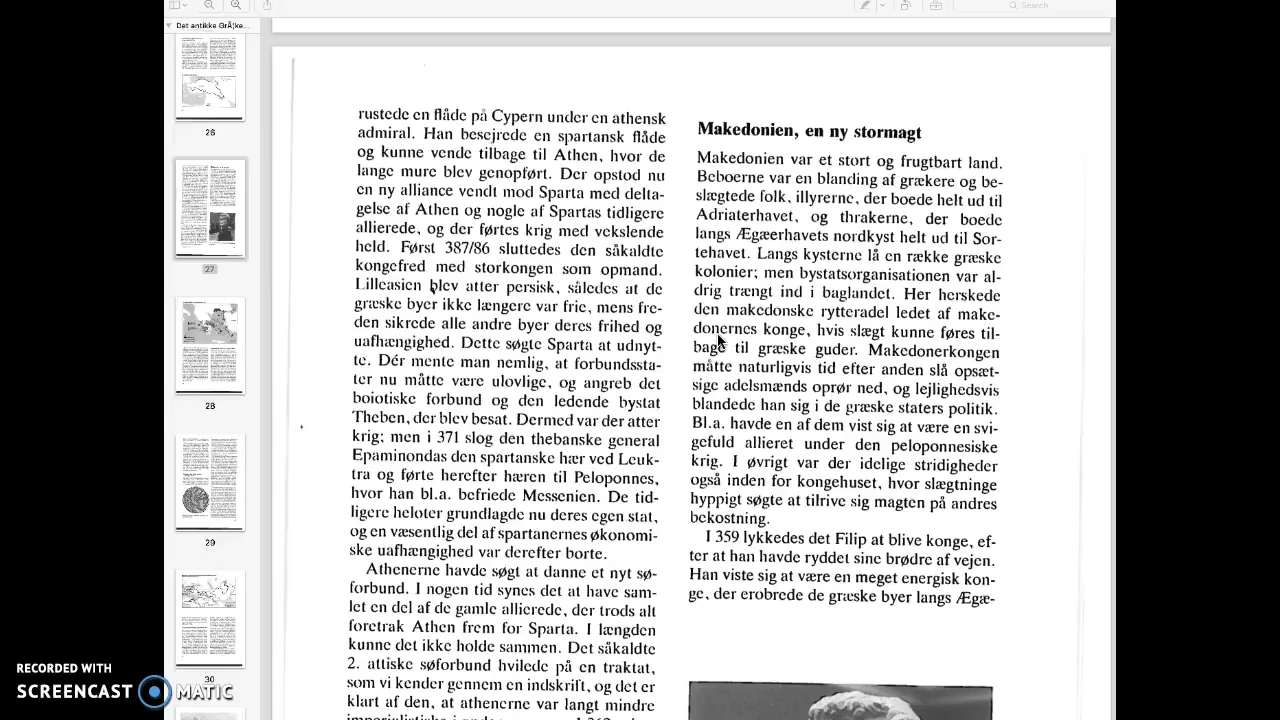 Search
Det antikke GrÃ¦ke...
26
27
28
29
30
rustede en flåde på Cypern under en athensk
admiral. Han besejrede en spartansk flåde
og kunne vende tilbage til Athen, hvor de
lange mure blev genopført. Der opstod nu
en ny alliance vendt mod Sparta med delta-
gelse af Athen og nogle af Spartas tidligere
allierede, og der førtes krig med vekslende
held. Først 387/86 sluttedes den såkaldte
kongefred med storkongen som opmand.
Lilleasien blev atter persisk, således at de
græske byer ikke længere var frie, mens fre-
den sikrede alle andre byer deres frihed og
uafhængighed. Dette søgte Sparta at udnyt-
te. Dér mente man nemlig, at forbundssta-
ter nu måtte være ulovlige, og angreb det
boiotiske forbund og den ledende bystat
Theben, der blev besat. Dermed var der atter
krig; men i 371 slog den thebanske general
Epaminondas den spartanske hær ved Leuk-
tra og førte herefter hæren til Peloponnes,
hvor han bl.a. befriede Messenien. De tid-
ligere heloter grundlagde nu deres egen stat,
og en væsentlig del af spartanernes økonomi-
ske uafhængighed var derefter borte.
Athenerne havde søgt at danne et nyt sø-
forbund. I nogen tid synes det at have sam-
let en del af de gamle allierede, der trods alt
foretrak Athen frem for Sparta. I længden
kunne det ikke holde sammen. Det såkaldte
2. attiske søforbund hvilede på en traktat,
som vi kender gennem en indskrift, og det er
klart af den, at athenerne var langt mindre
Makedonien, en ny stormagt
Makedonien var et stort og frugtbart land.
Beboerne var en blanding af grækere og be-
slægtede folk, illyrerne, der boede helt ud til
Adriaterhavet, og thrakerne, der boede
langs Ægæerhavets nordkyst helt ud til Sor-
tehavet. Langs kysterne lå en række græske
kolonier; men bystatsorganisationen var al-
drig trængt ind i baglandet. Her herskede
den makedonske rytteradel ledet af make-
donernes konge, hvis slægt kunne føres til-
bage til græske guder. Makedonerkongen
måtte naturligvis tid efter anden slå opsæt-
sige adelsmænds oprør ned, og lejlighedsvis
blandede han sig i de græske staters politik.
Bl.a. havde en af dem vist sig at være en svi-
gefuld allieret under den peloponnesiske
krig. I øvrigt var der idelige stridigheder
også inden for kongehuset, hvor slægtninge
hyppigt søgte at tilrive sig magten på andres
bekostning.
I 359 lykkedes det Filip at blive konge, ef-
ter at han havde ryddet sine brødre af vejen.
Han viste sig at være en meget energisk kon-
ge, der erobrede de græske byer langs Ægæ-
RECORDED WITH
SCREENCAST MATIC